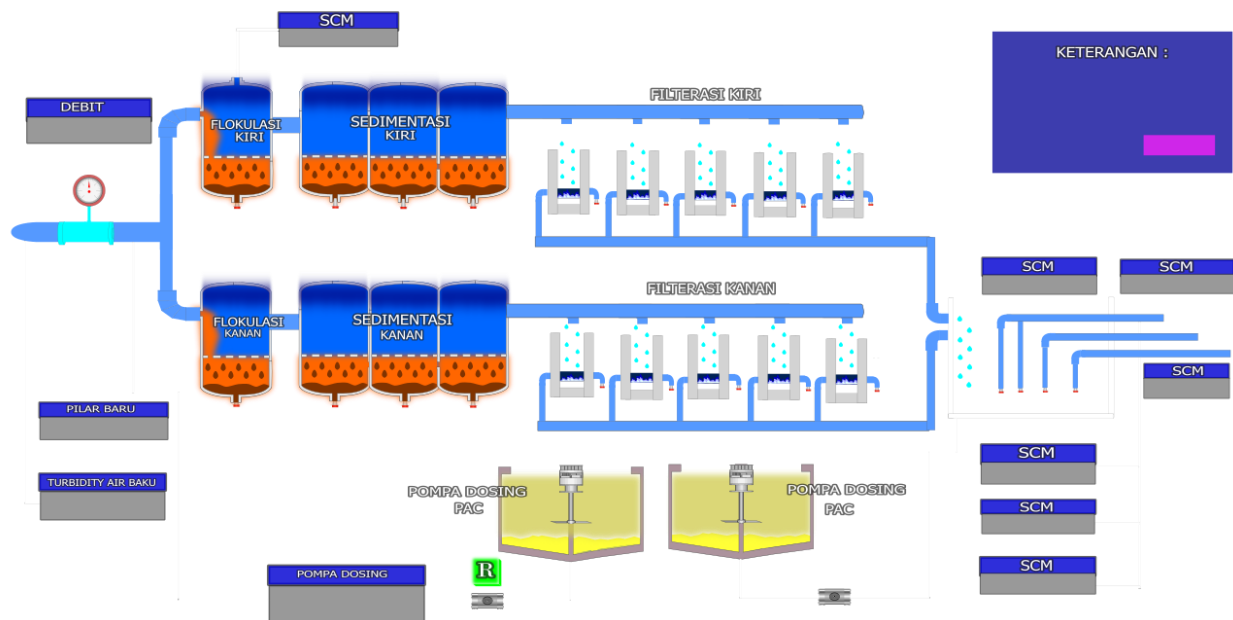 SCM
KETERANGAN :
DEBIT
FILTERASI KIRI
FLOKULASI
KIRI
SEDIMENTASI
KIRI
SCM
SCM
FILTERASI KANAN
FLOKULASI
KANAN
SEDIMENTASI
KANAN
SCM
PILAR BARU
TURBIDITY AIR BAKU
POMPA DOSING
PAC
POMPA DOSING
PAC
SCM
SCM
SCM
POMPA DOSING
R